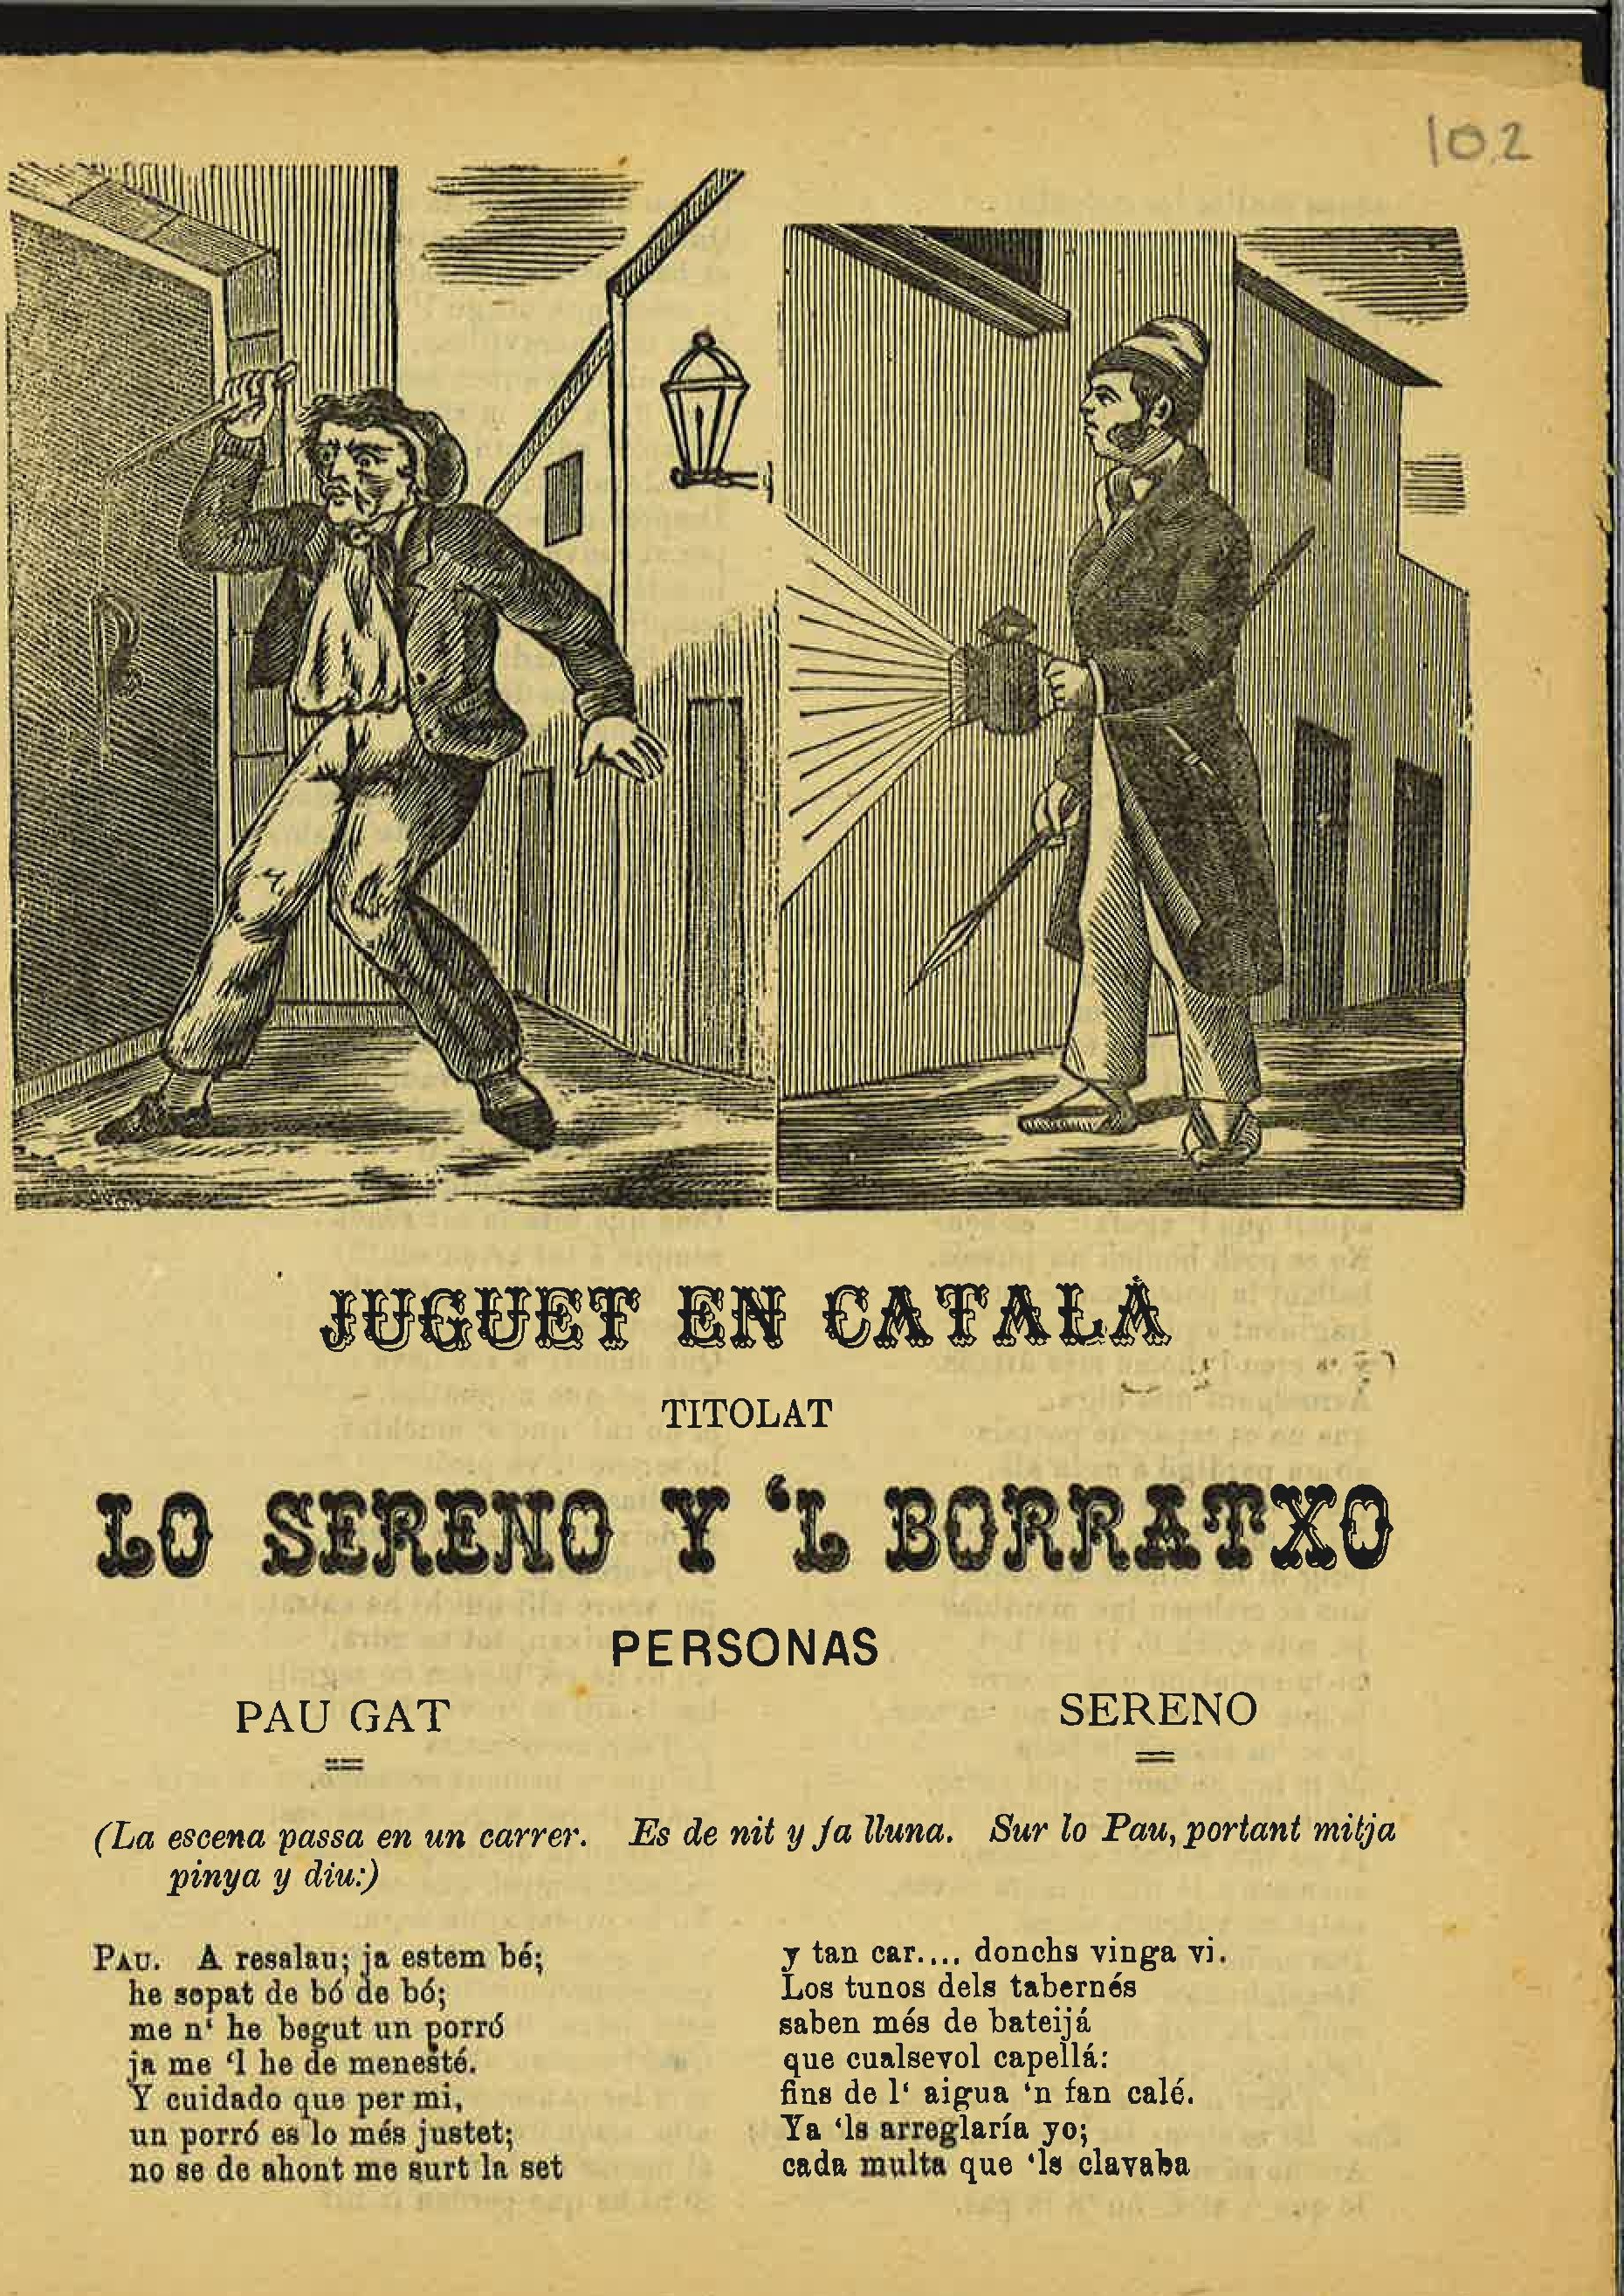 102
JUGUET EN CATALÁ
TITOLAT
LO SERENO Y 'L BORRATXO
PERSONAS
PAU GAT
SERENO
(La escena passa en un carrer. Es de nit y fa lluna. Sur lo Pau, portant mitja
pinya y diu:)
PAU. A resalau; ja estem bé;
he sopat de bó de bó;
me n' he begut un porró
ja me 'l he de menesté.
Y cuidado que per mi,
un porró es lo més justet;
no se de ahont me surt la set
y tan car.... donchs vinga vi.
Los tunos dels tabernés
saben més de bateijá
que cualsevol capellá:
fins de l' aigua 'n fan calé.
Ya 'ls arreglaría yo;
cada multa que 'ls clavaba